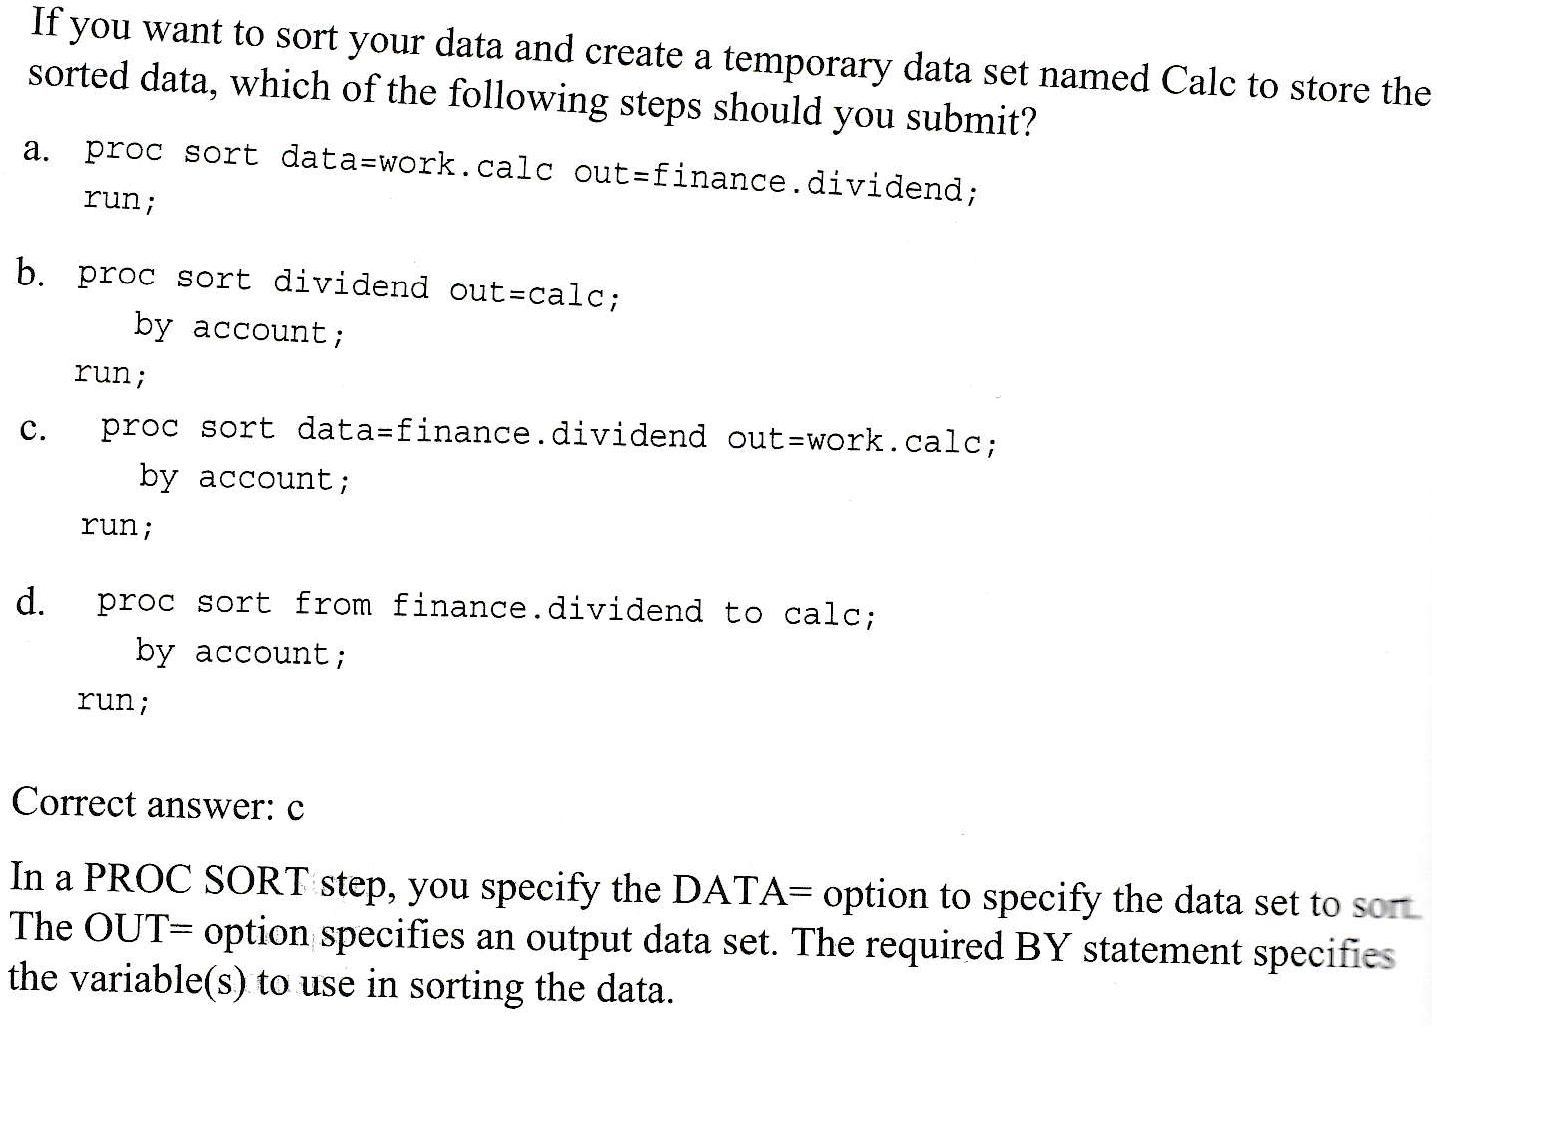 If you want to sort your data and create a temporary data set named Calc to store the
sorted data, which of the following steps should you submit?
a. proc sort data=work.calc out=finance.dividend;
run;
b. proc sort dividend out=calc;
by account;
run;
c. proc sort data=finance.dividend out=work.calc;
by account;
run;
d. proc sort from finance.dividend to calc;
by account;
run;
Correct answer: c
In a PROC SORT step, you specify the DATA= option to specify the data set to sort.
The OUT= option specifies an output data set. The required BY statement specifies
the variable(s) to use in sorting the data.